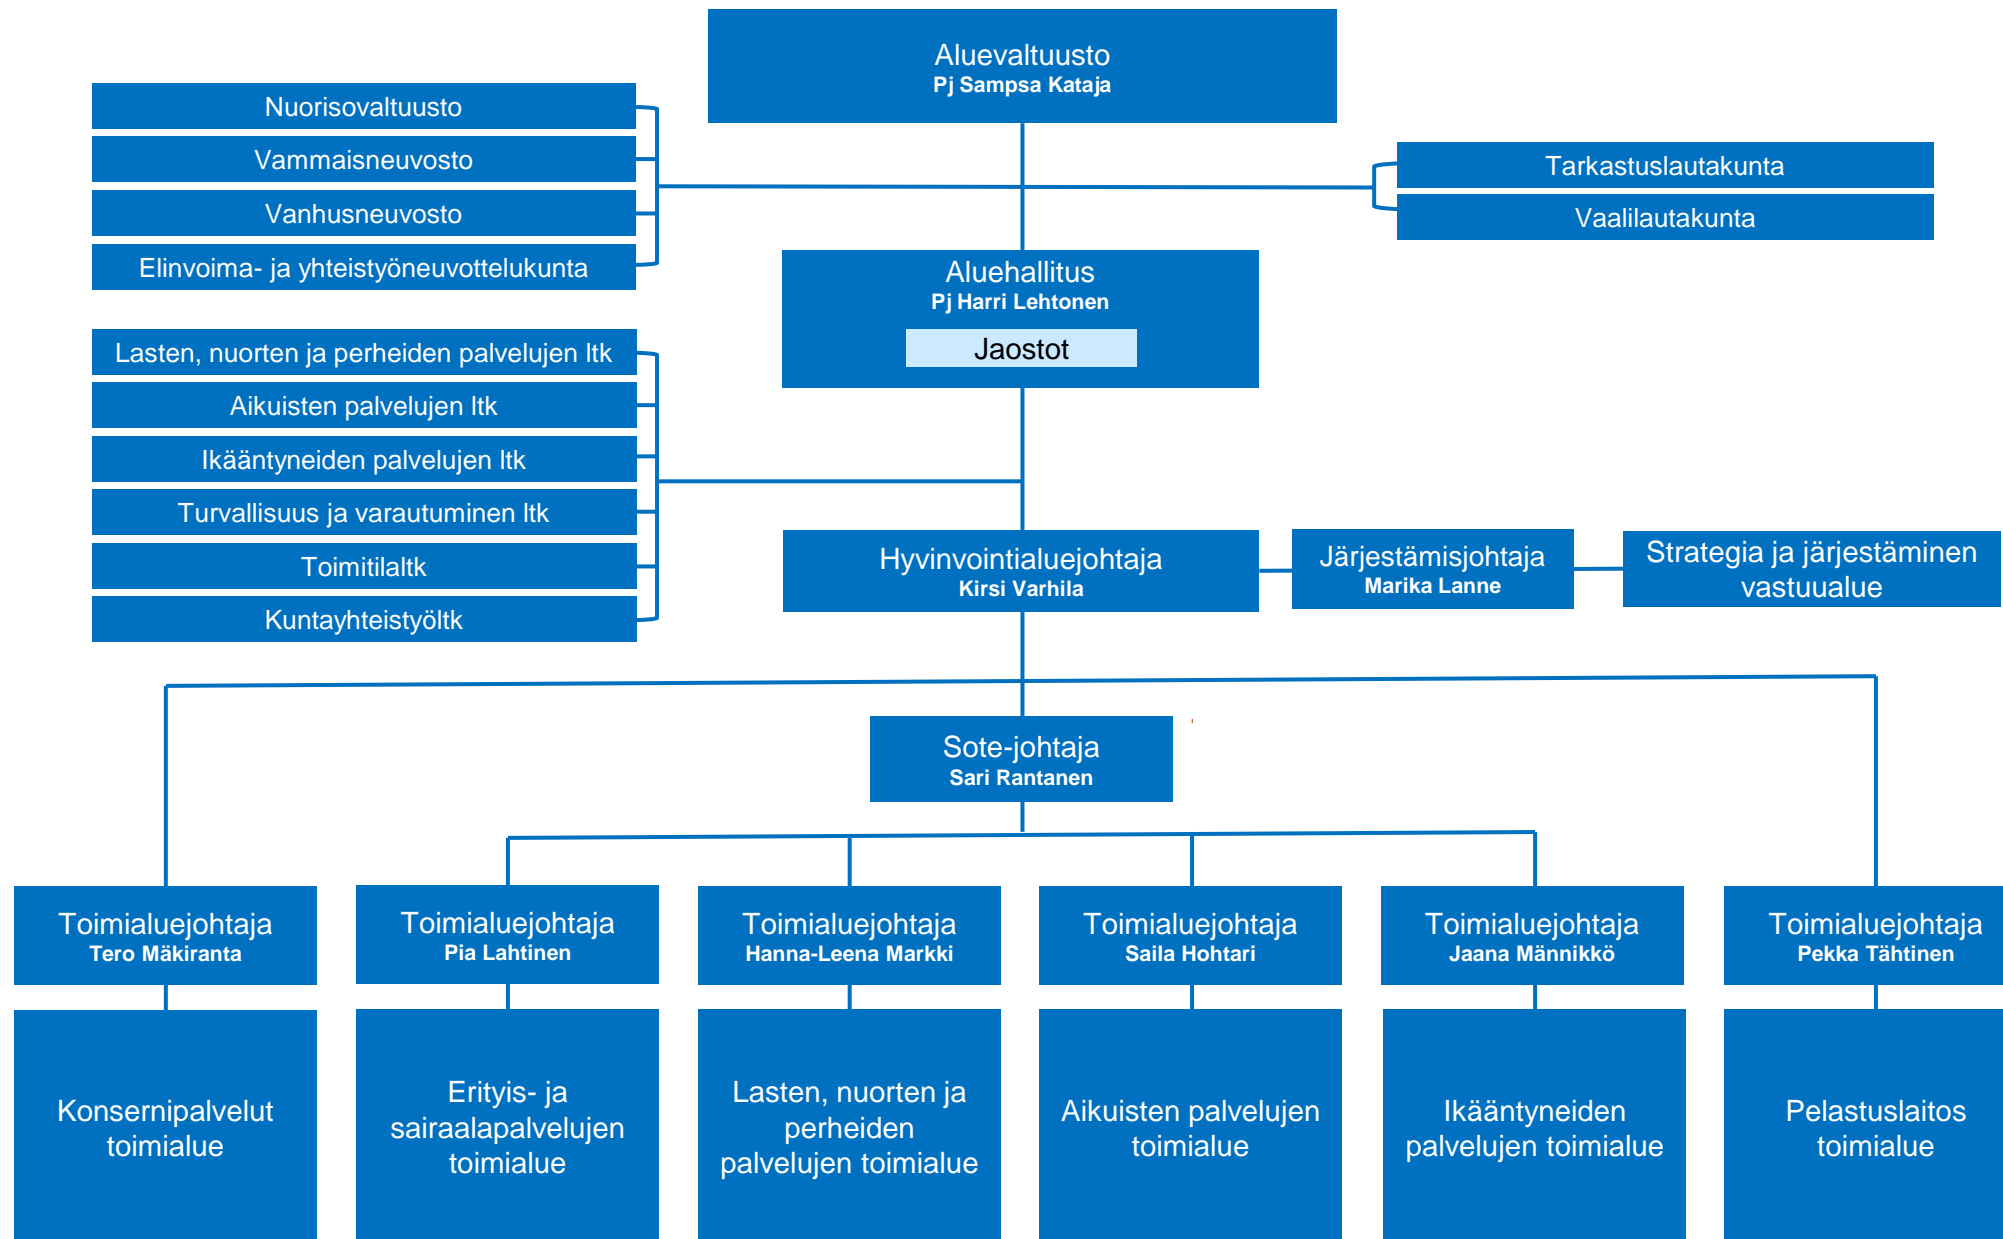 Aluevaltuusto
Pj Sampsa Kataja
Nuorisovaltuusto
Vammaisneuvosto
Vanhusneuvosto
Elinvoima- ja yhteistyöneuvottelukunta
Tarkastuslautakunta
Vaalilautakunta
Aluehallitus
Pj Harri Lehtonen
Jaostot
Lasten, nuorten ja perheiden palvelujen ltk
Aikuisten palvelujen ltk
Ikääntyneiden palvelujen ltk
Turvallisuus ja varautuminen ltk
Toimitilaltk
Kuntayhteistyöltk
Hyvinvointialuejohtaja
Kirsi Varhila
Järjestämisjohtaja
Marika Lanne
Strategia ja järjestäminen
vastuualue
Sote-johtaja
Sari Rantanen
Toimialuejohtaja
Tero Mäkiranta
Toimialuejohtaja
Pia Lahtinen
Toimialuejohtaja
Hanna-Leena Markki
Toimialuejohtaja
Saila Hohtari
Toimialuejohtaja
Jaana Männikkö
Toimialuejohtaja
Pekka Tähtinen
Konsernipalvelut
toimialue
Erityis- ja
sairaalapalvelujen
toimialue
Lasten, nuorten ja
perheiden
palvelujen toimialue
Aikuisten palvelujen
toimialue
Ikääntyneiden
palvelujen toimialue
Pelastuslaitos
toimialue